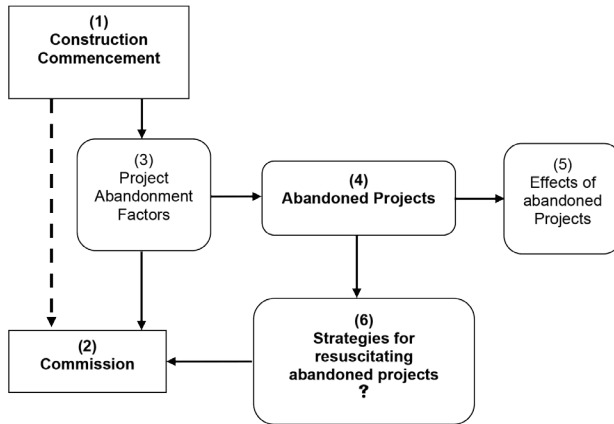 (1)
Construction
Commencement
(3)
Project
Abandonment
Factors
(4)
Abandoned Projects
(5)
Effects of
abandoned
Projects
(2)
Commission
(6)
Strategies for
resuscitating
abandoned projects
?